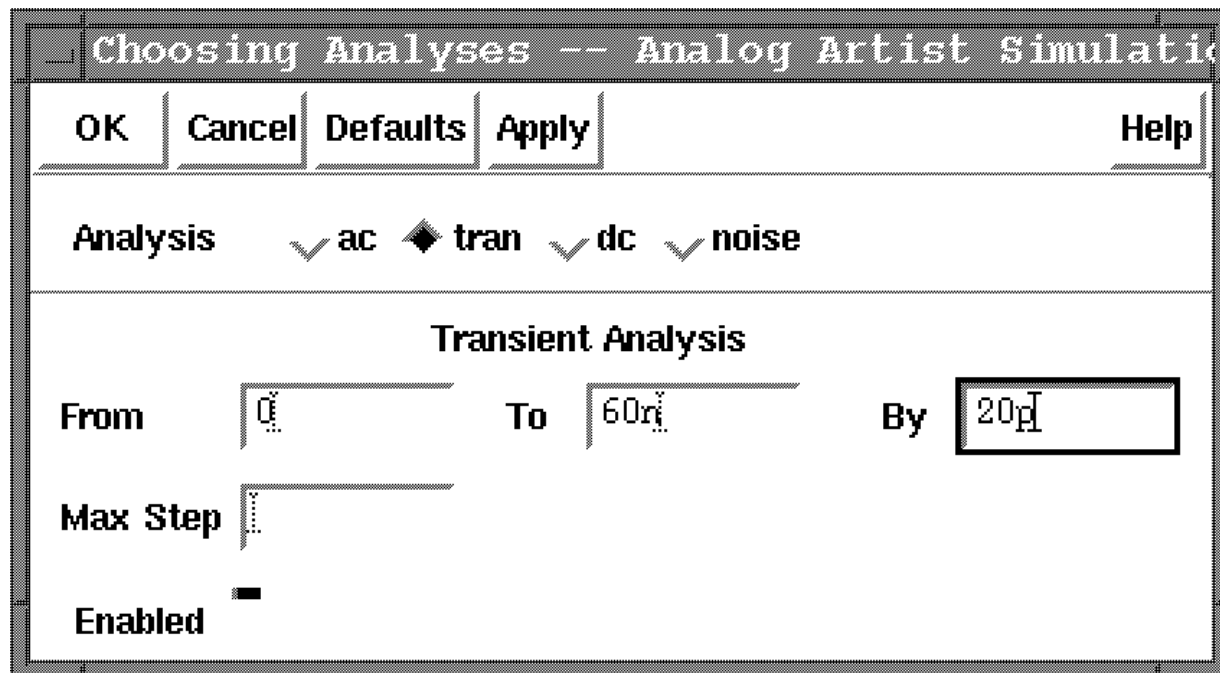 Choosing Analyses -- Analog Artist Simulatio
OK Cancel Defaults Apply Help
Analysis ac tran dc noise
Transient Analysis
From 0 To 60n By 20p
Max Step
Enabled